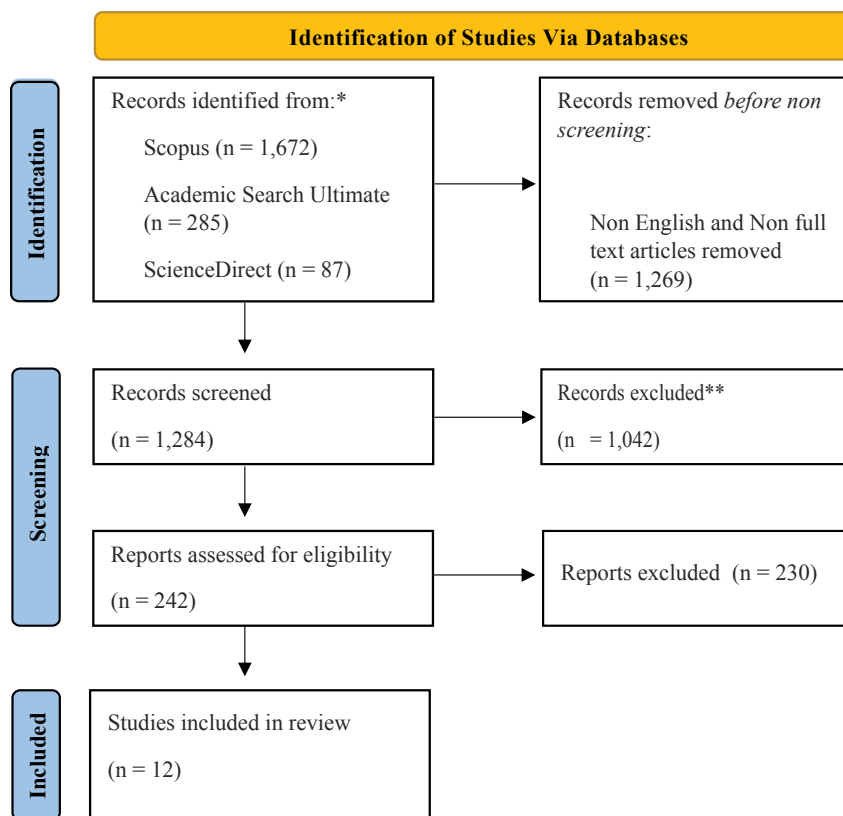 Identification of Studies Via Databases
Identification
Records identified from:*
Scopus (n = 1,672)
Academic Search Ultimate
(n = 285)
ScienceDirect (n = 87)
Records removed before non
screening:
Non English and Non full
text articles removed
(n = 1,269)
Screening
Records screened
(n = 1,284)
Records excluded**
(n = 1,042)
Reports assessed for eligibility
(n = 242)
Reports excluded (n = 230)
Included
Studies included in review
(n = 12)